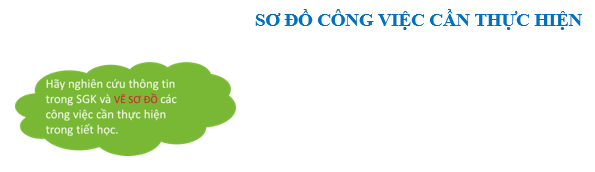 SƠ ĐỒ CÔNG VIỆC CẦN THỰC HIỆN
Hãy nghiên cứu thông tin
trong SGK và VẼ SƠ ĐỒ các
công việc cần thực hiện
trong tiết học.